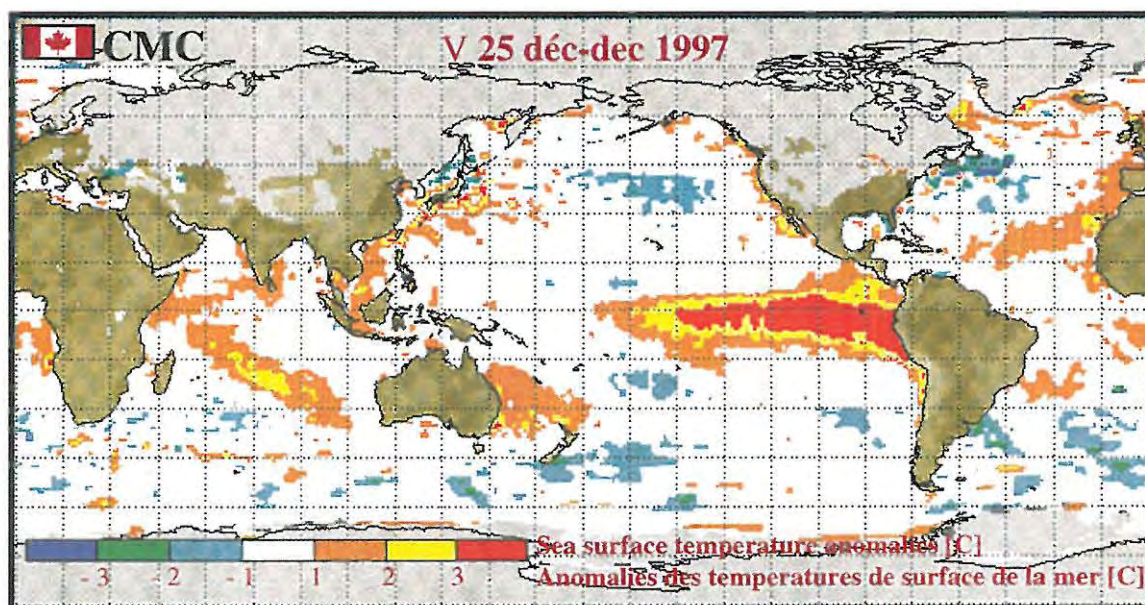 CMC
V 25 déc-dec 1997
Sea surface temperature anomalies [C]
- 3 - 2 - 1 1 2 3
Anomaliés des temperatures de surface de la mer [C]